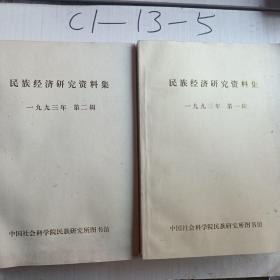 C1-13-5
民族经济研究资料集
一九九三年 第二辑
中国社会科学院民族研究所图书馆
民族经济研究资料集
一九九三年 第一辑
中国社会科学院民族研究所图书馆